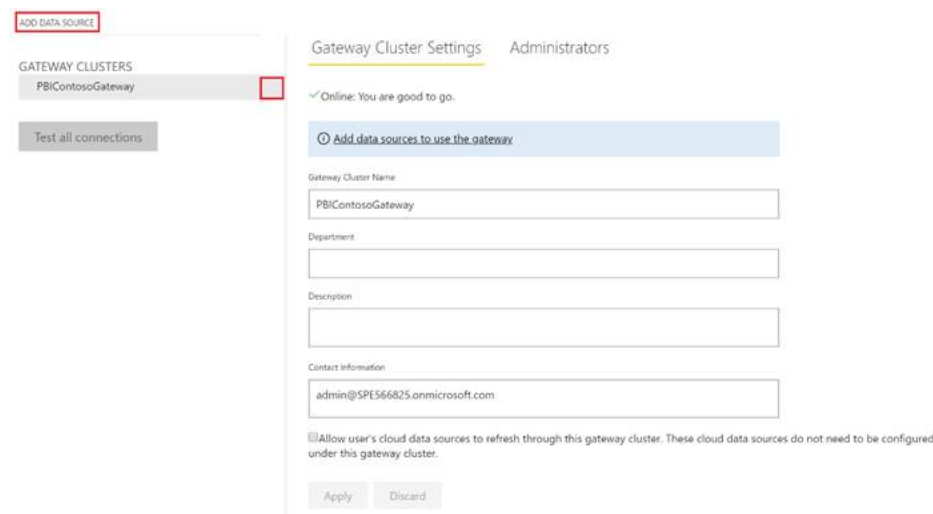 ADD DATA SOURCE
GATEWAY CLUSTERS
PBIContosoGateway
Test all connections
Gateway Cluster Settings
Administrators
Online: You are good to go.
Add data sources to use the gateway
Gateway Cluster Name
PBIContosoGateway
Department
Description
Contact Information
admin@SPE566825.onmicrosoft.com
Allow user's cloud data sources to refresh through this gateway cluster. These cloud data sources do not need to be configured
under this gateway cluster.
Apply
Discard